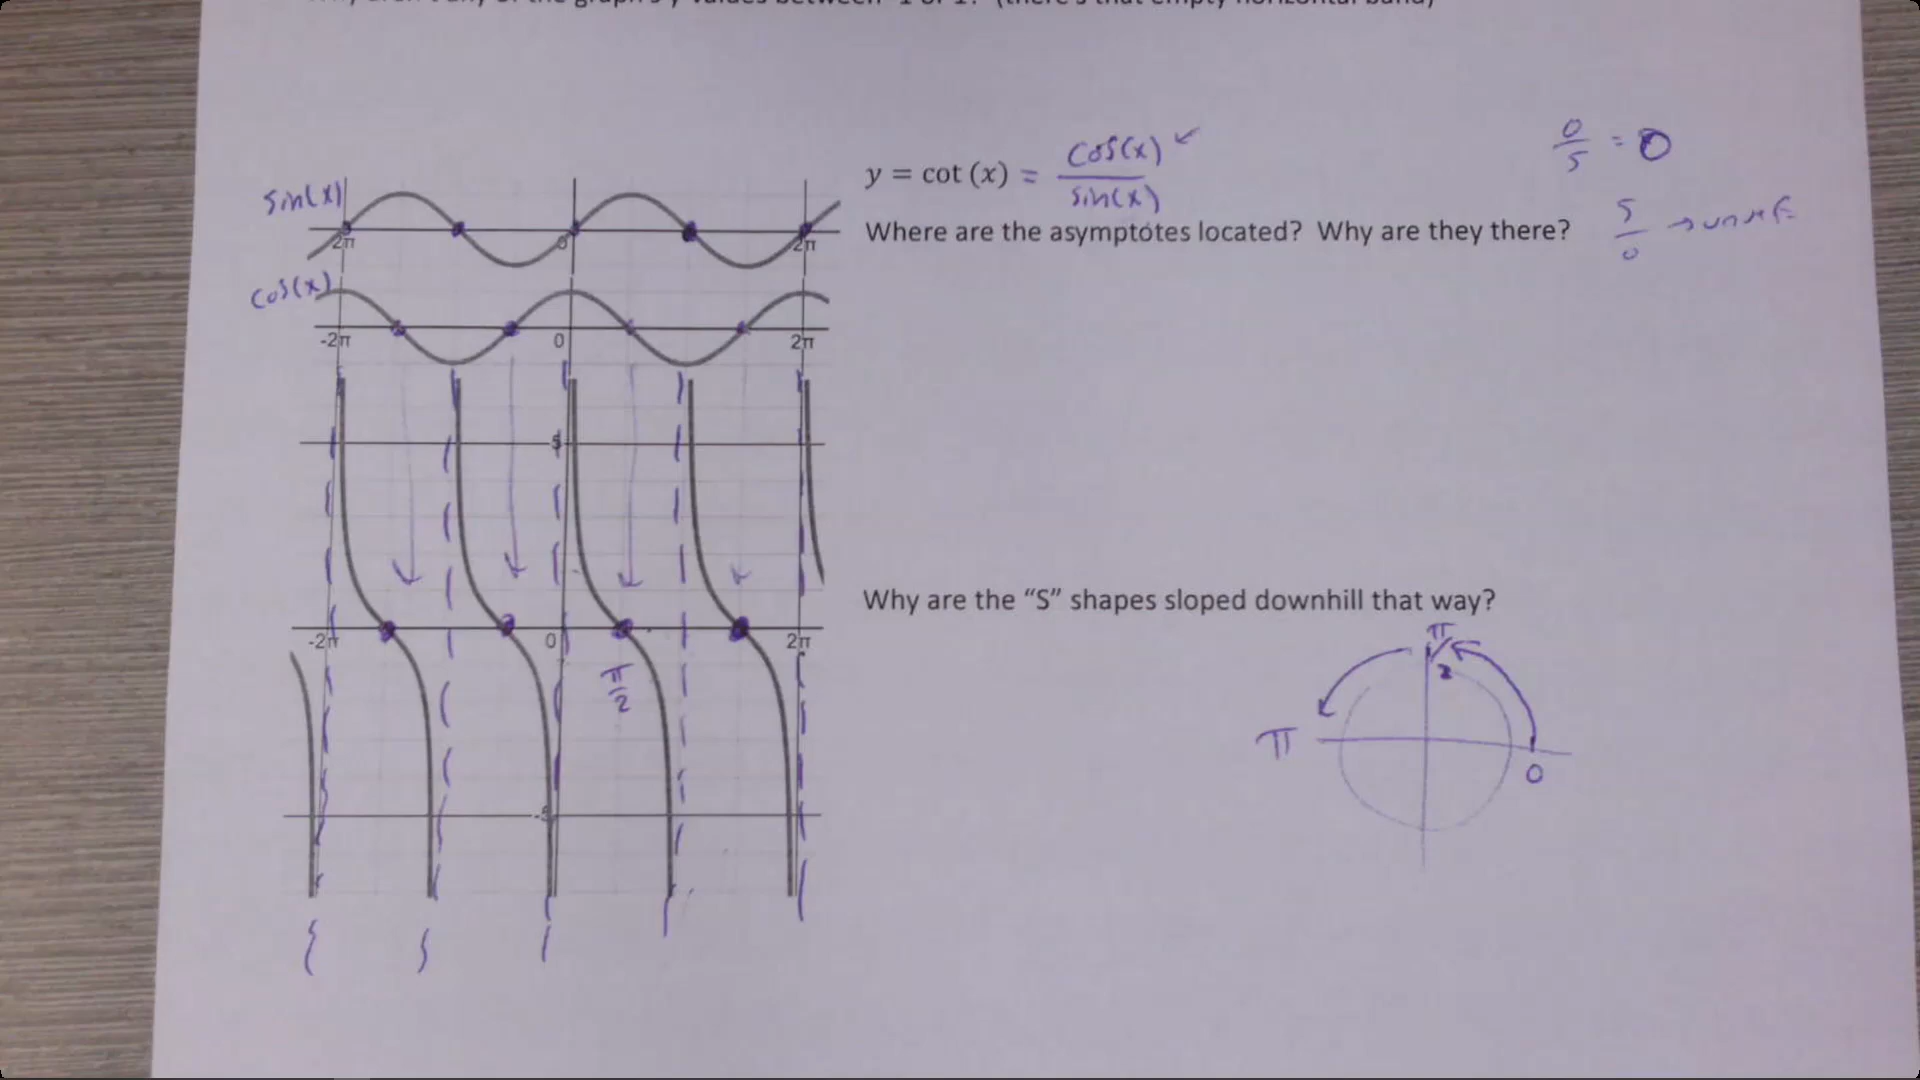 y = cot (x) = cos(x) / sin(x)
0/5 = 0
Where are the asymptotes located? Why are they there?
5/0 →
sin(x)
2π 0 2π
cos(x)
-2π 0 2π
5
-2π 0 2π
π/2
-5
Why are the “S” shapes sloped downhill that way?
π/2
π
0